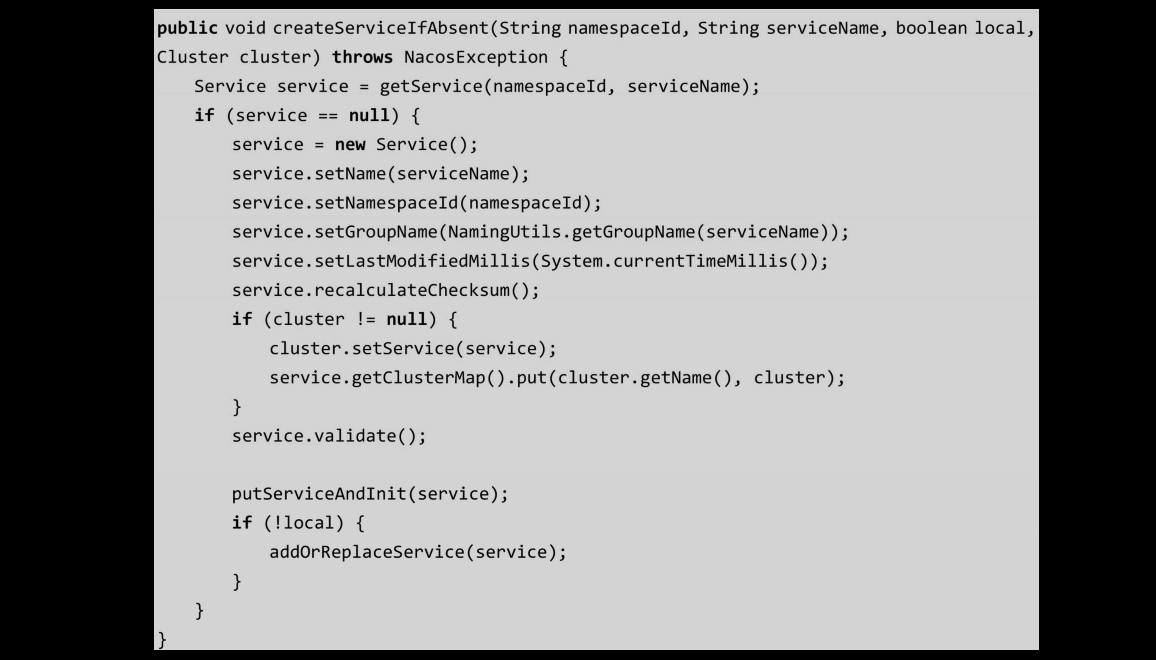 public void createServiceIfAbsent(String namespaceId, String serviceName, boolean local,
Cluster cluster) throws NacosException {
    Service service = getService(namespaceId, serviceName);
    if (service == null) {
        service = new Service();
        service.setName(serviceName);
        service.setNamespaceId(namespaceId);
        service.setGroupName(NamingUtils.getGroupName(serviceName));
        service.setLastModifiedMillis(System.currentTimeMillis());
        service.recalculateChecksum();
        if (cluster != null) {
            cluster.setService(service);
            service.getClusterMap().put(cluster.getName(), cluster);
        }
        service.validate();

        putServiceAndInit(service);
        if (!local) {
            addOrReplaceService(service);
        }
    }
}